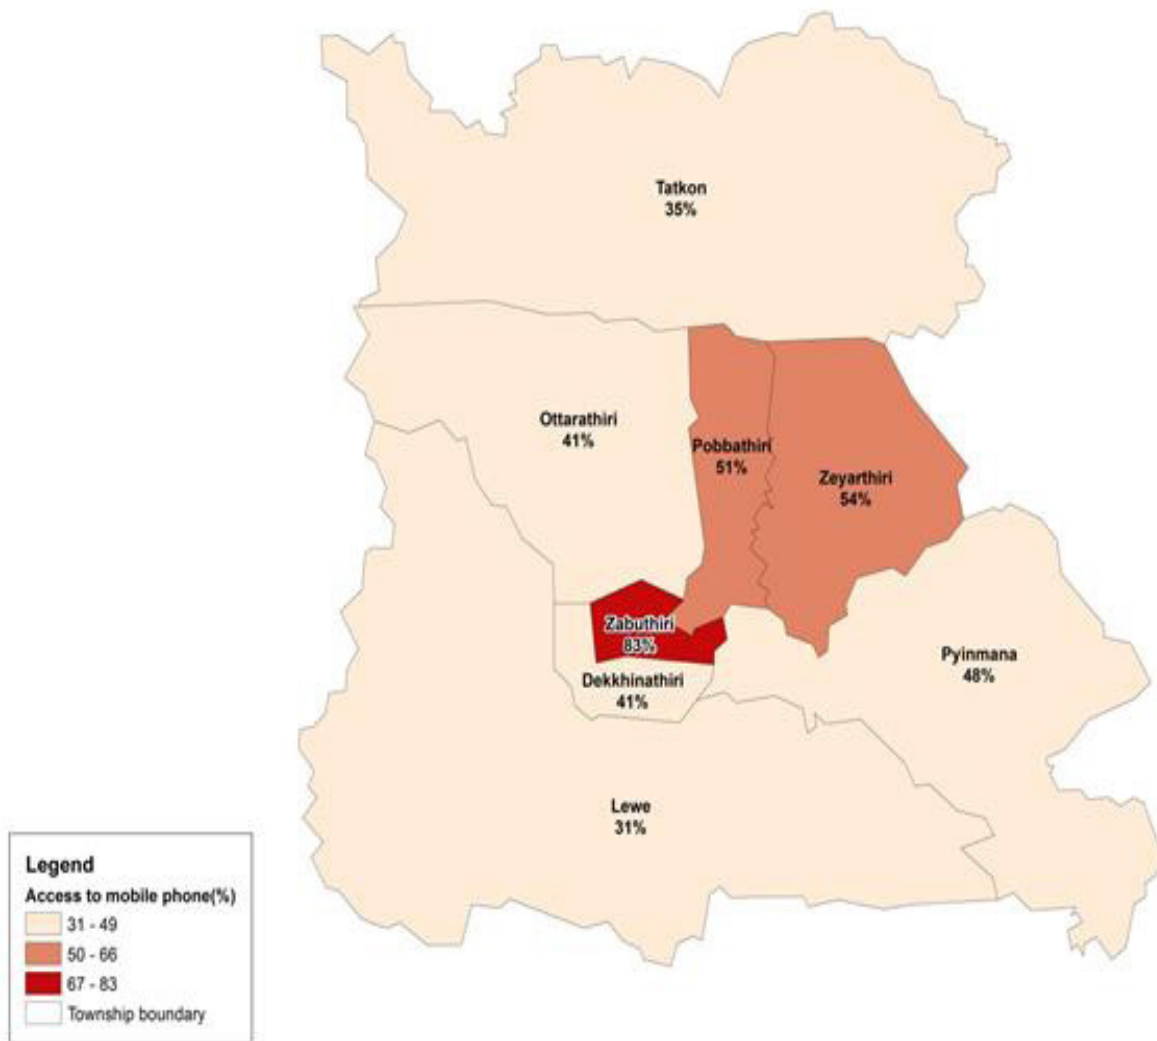 Tatkon
35%
Ottarathiri
41%
Pobbathiri
51%
Zeyarthiri
54%
Zabuthiri
83%
Dekkhinathiri
41%
Pyinmana
48%
Lewe
31%
Legend
Access to mobile phone(%)
31 - 49
50 - 66
67 - 83
Township boundary